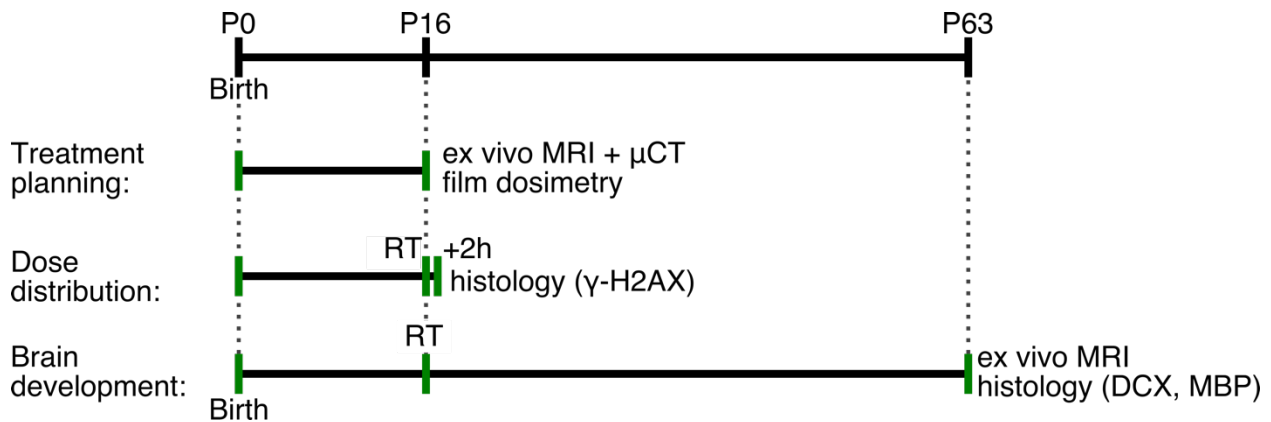 P0 P16 P63
Birth
Treatment
planning:
ex vivo MRI + μCT
film dosimetry
Dose
distribution:
RT +2h
histology (γ-H2AX)
RT
Brain
development:
ex vivo MRI
histology (DCX, MBP)
Birth